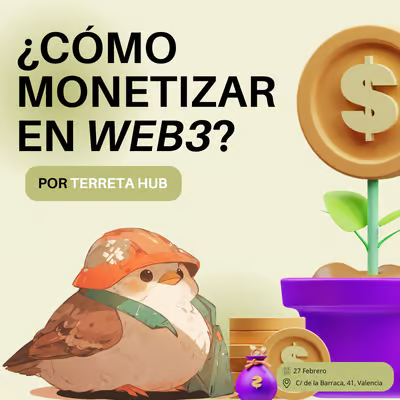 ¿CÓMO
MONETIZAR
EN WEB3?
POR TERRETA HUB
$
$
27 Febrero
C/ de la Barraca, 41, Valencia